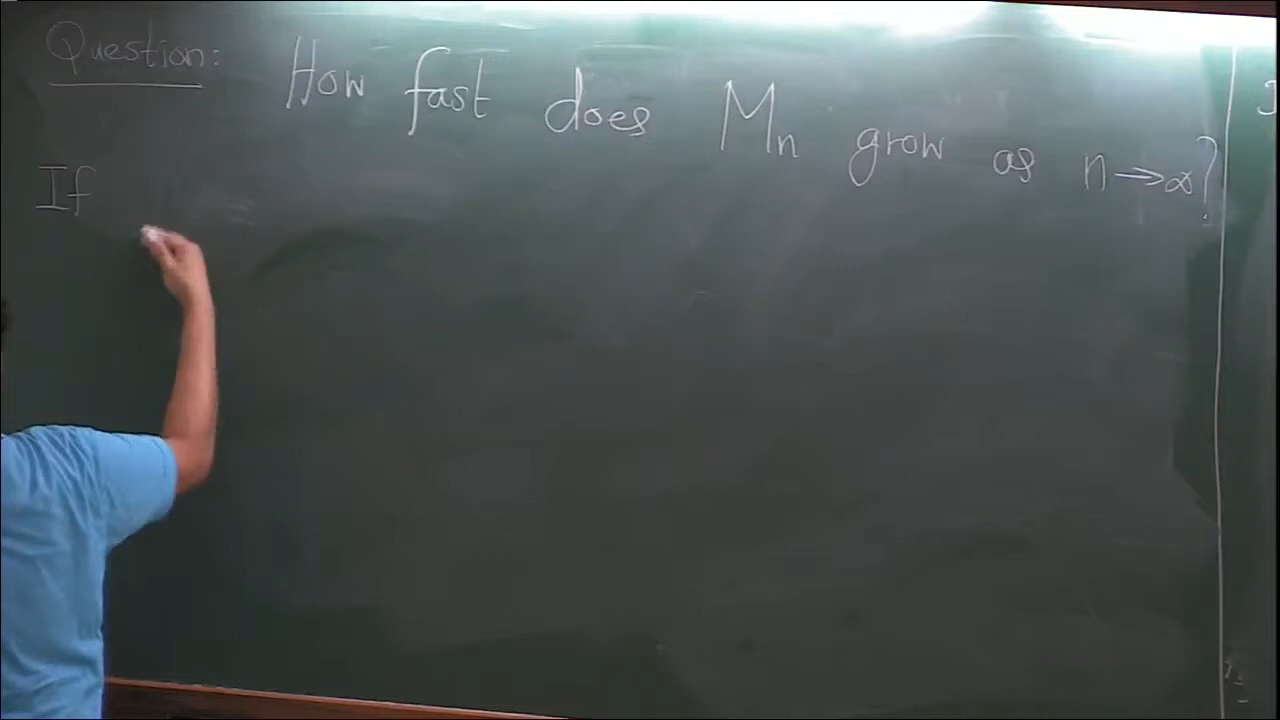 Question: How fast does Mn grow as n→∞?
If